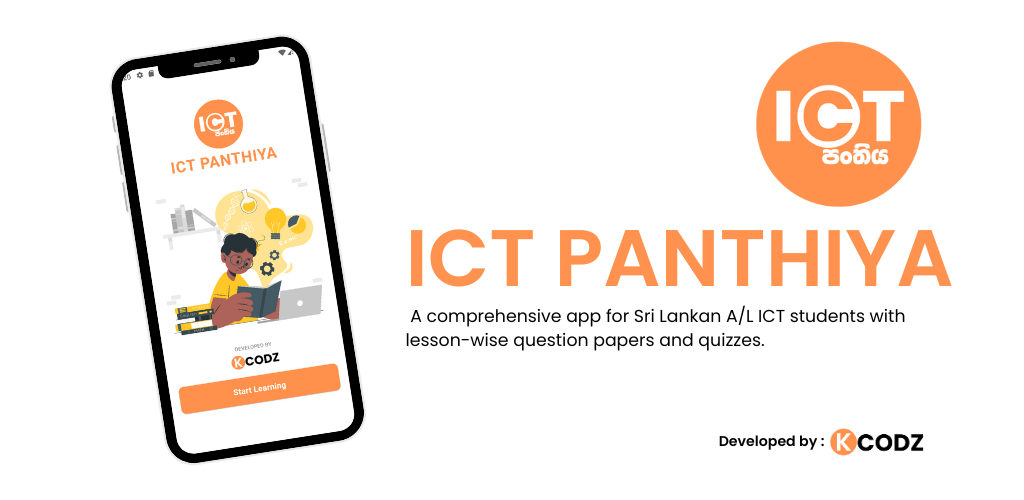 ICT
පංතිය
ICT PANTHIYA
DEVELOPED BY
KCODZ
Start Learning
ICT
පංතිය
ICT PANTHIYA
A comprehensive app for Sri Lankan A/L ICT students with
lesson-wise question papers and quizzes.
Developed by : KCODZ